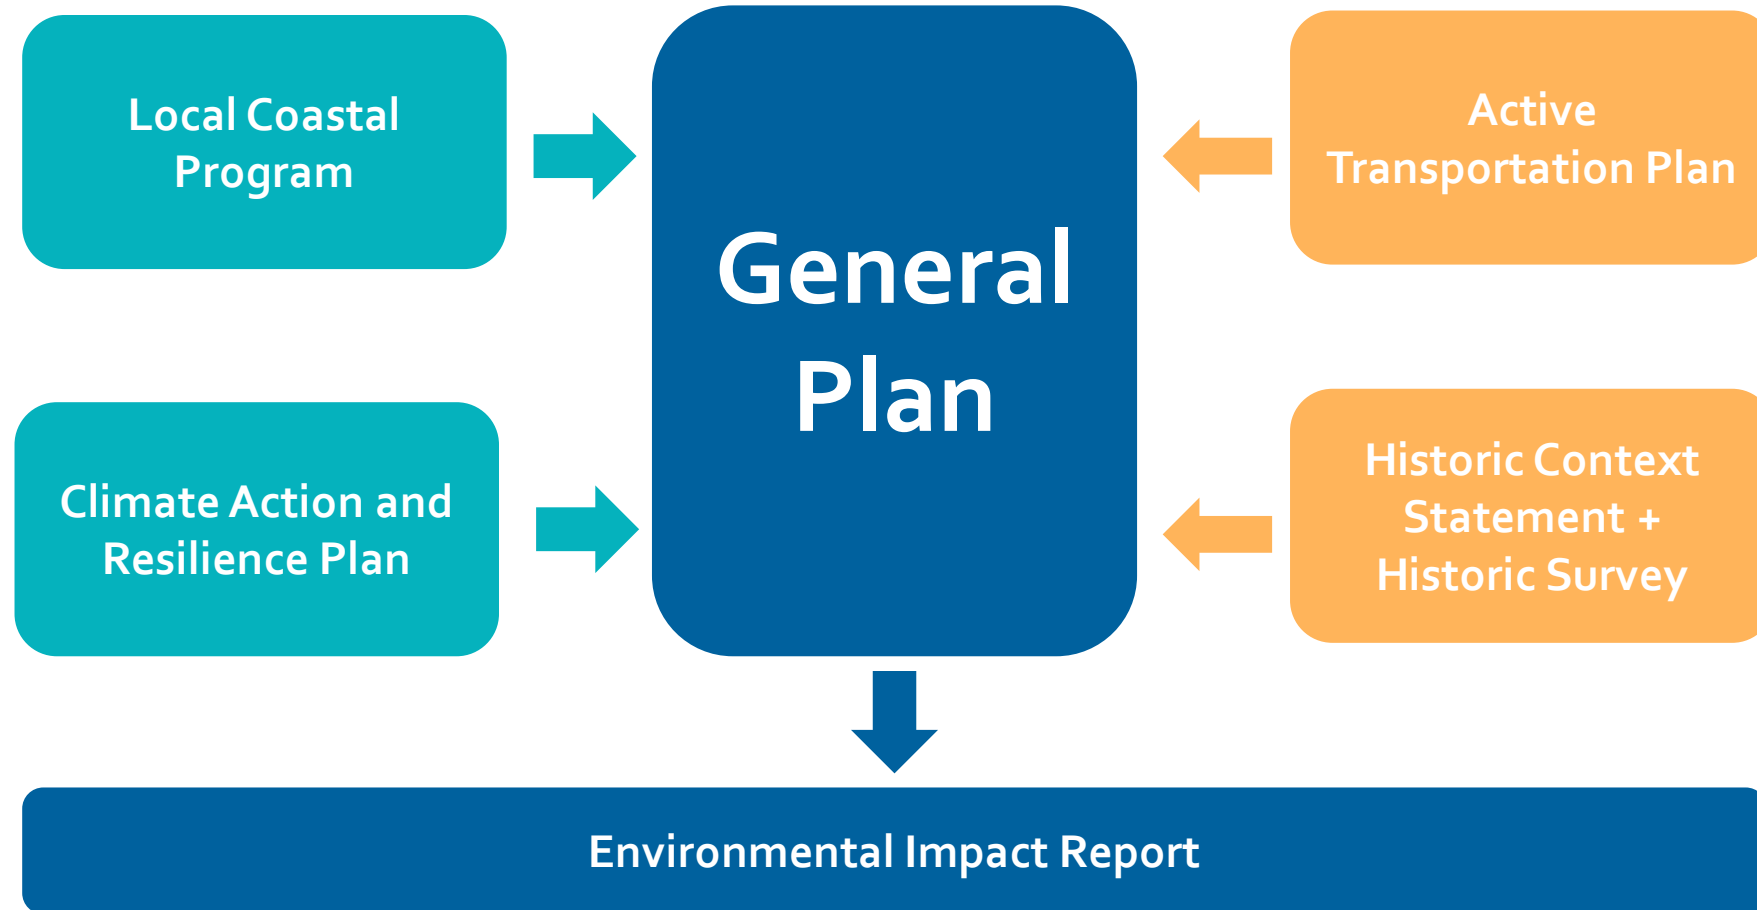 Local Coastal
Program
Climate Action and
Resilience Plan
General
Plan
Active
Transportation Plan
Historic Context
Statement +
Historic Survey
Environmental Impact Report